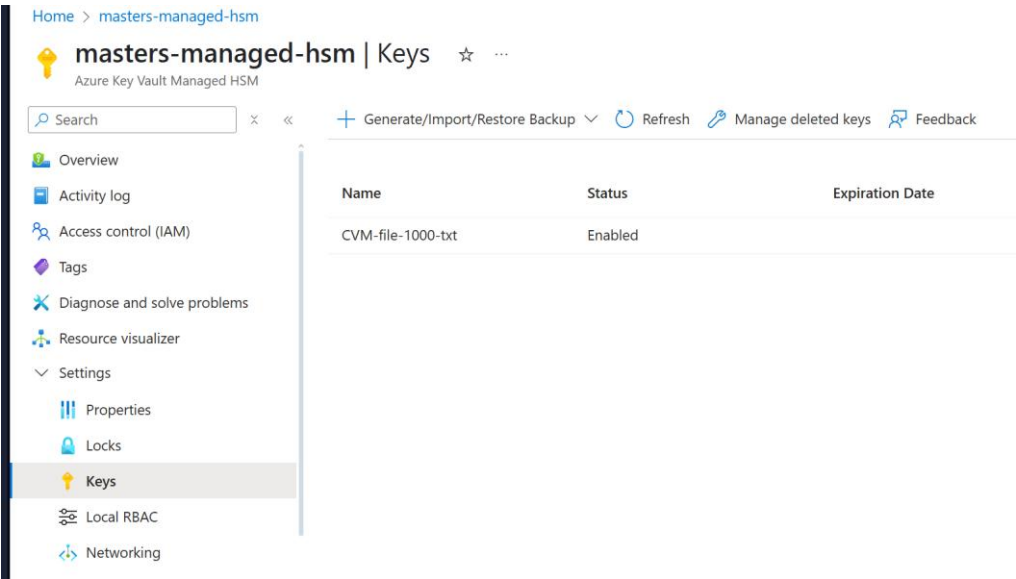 Home > masters-managed-hsm
masters-managed-hsm | Keys
Azure Key Vault Managed HSM
Search
Generate/Import/Restore Backup Refresh Manage deleted keys Feedback
Overview
Activity log
Access control (IAM)
Tags
Diagnose and solve problems
Resource visualizer
Settings
Properties
Locks
Keys
Local RBAC
Networking
Name Status Expiration Date
CVM-file-1000-txt Enabled